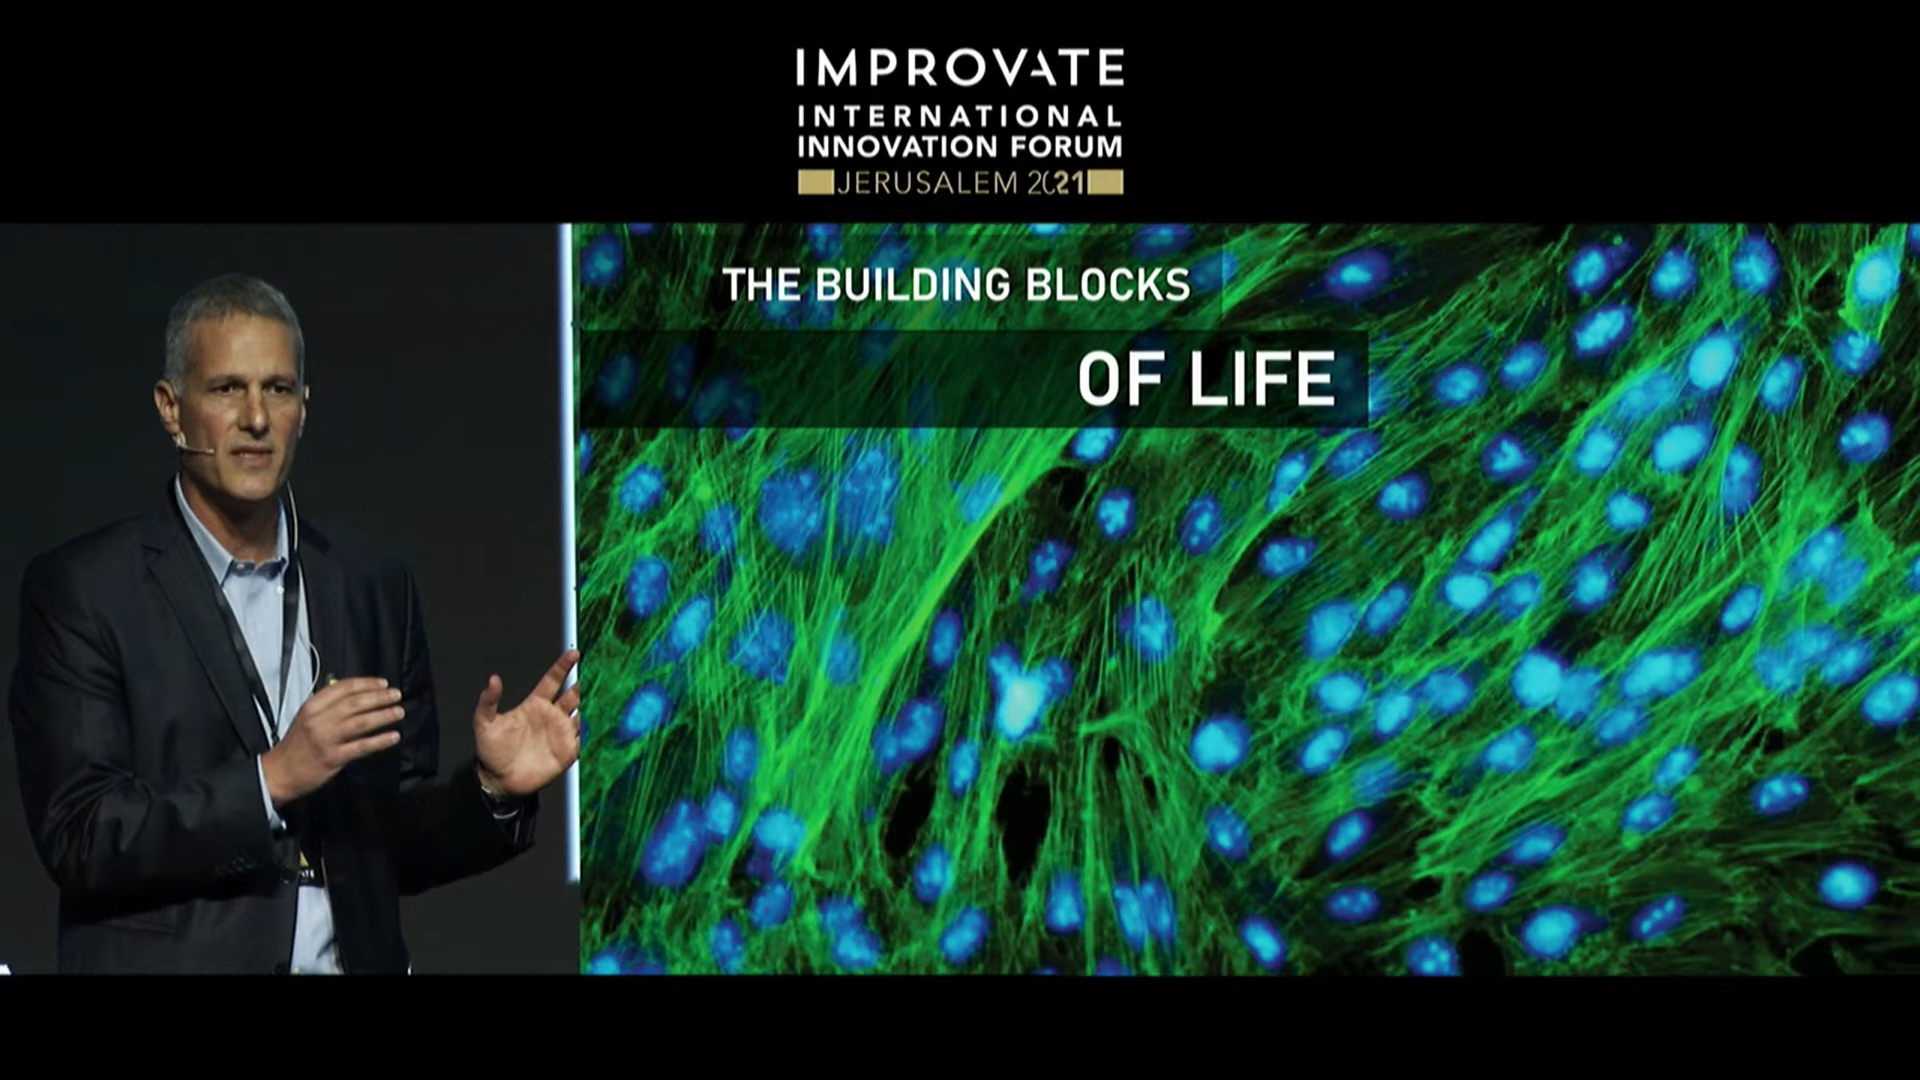 IMPROVATE
INTERNATIONAL
INNOVATION FORUM
JERUSALEM 2021
THE BUILDING BLOCKS
OF LIFE